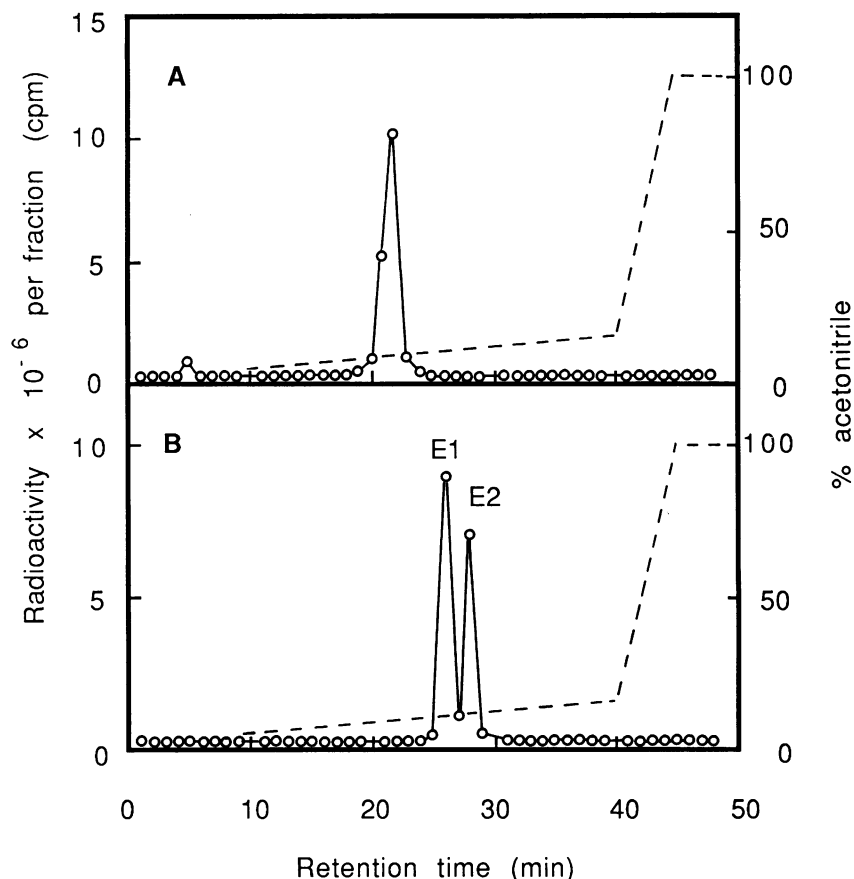 Radioactivity x 10-6 per fraction (cpm)
15
A
10
5
0
100
50
0
B
E1
E2
10
5
0
100
50
0
% acetonitrile
0 10 20 30 40 50
Retention time (min)